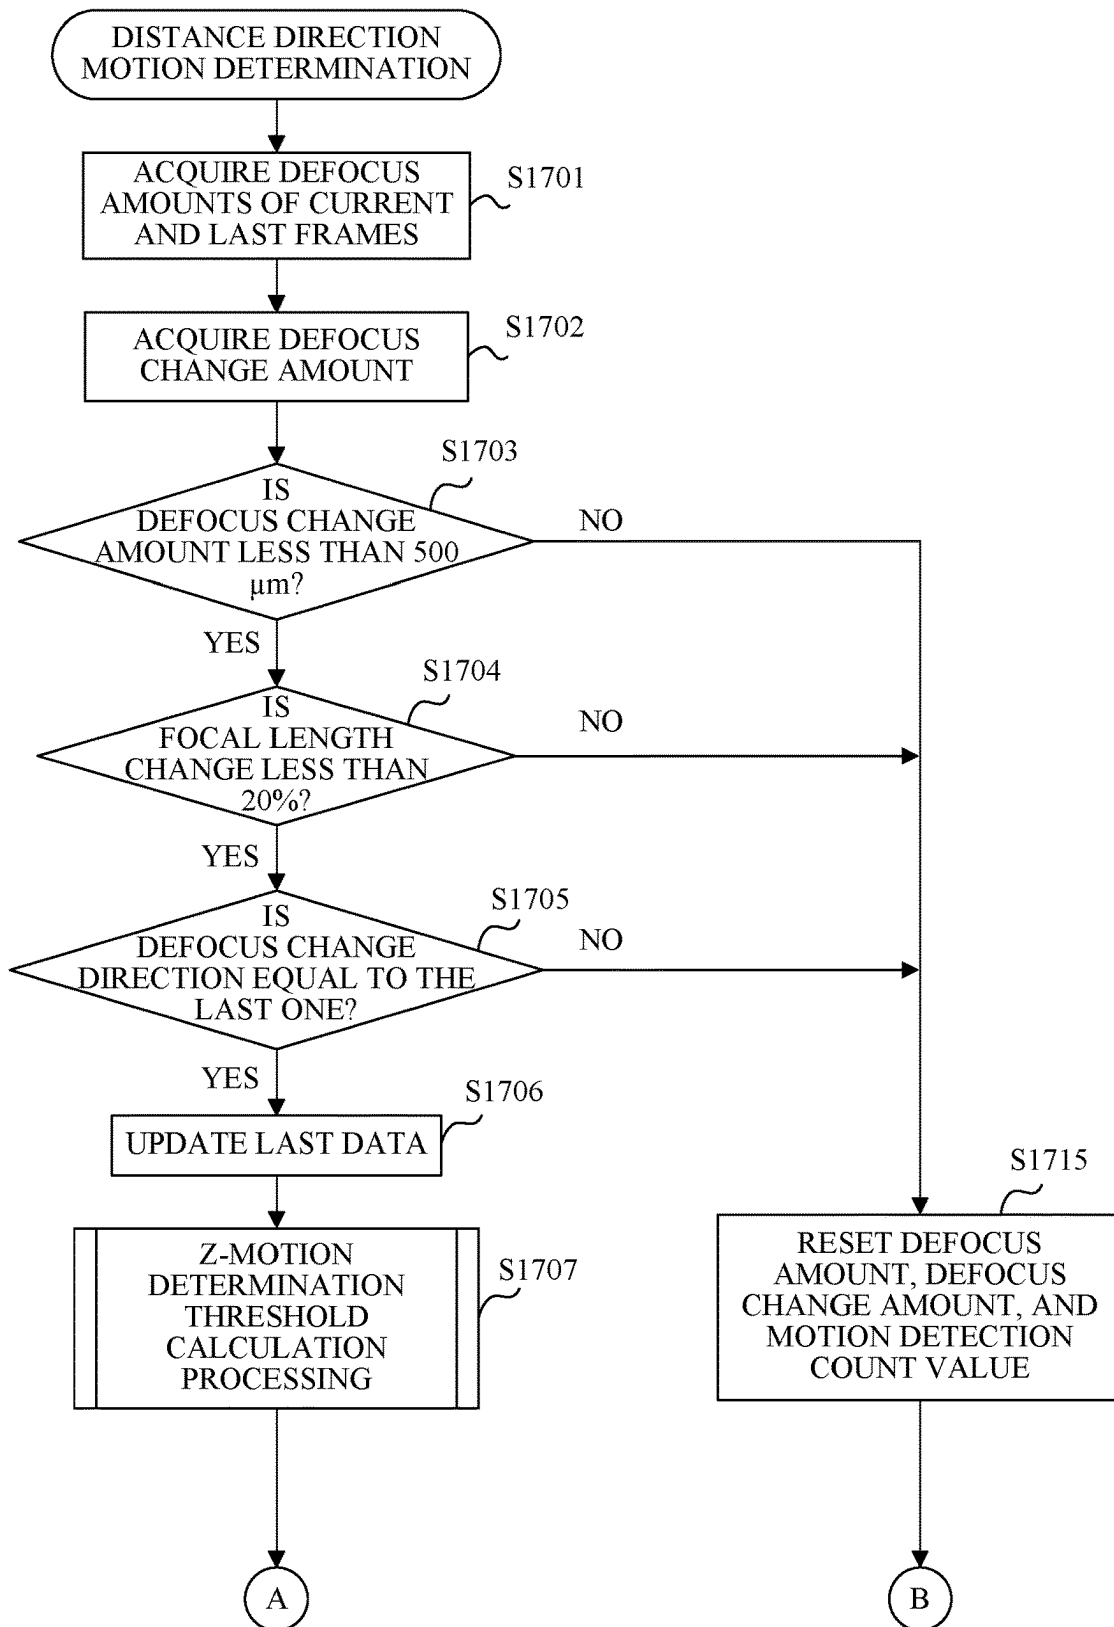 DISTANCE DIRECTION
MOTION DETERMINATION
ACQUIRE DEFOCUS
AMOUNTS OF CURRENT
AND LAST FRAMES
S1701
ACQUIRE DEFOCUS
CHANGE AMOUNT
S1702
S1703
IS
DEFOCUS CHANGE
AMOUNT LESS THAN 500
µm?
NO
YES
S1704
IS
FOCAL LENGTH
CHANGE LESS THAN
20%?
NO
YES
S1705
IS
DEFOCUS CHANGE
DIRECTION EQUAL TO THE
LAST ONE?
NO
YES
S1706
UPDATE LAST DATA
S1707
Z-MOTION
DETERMINATION
THRESHOLD
CALCULATION
PROCESSING
S1715
RESET DEFOCUS
AMOUNT, DEFOCUS
CHANGE AMOUNT, AND
MOTION DETECTION
COUNT VALUE
A
B